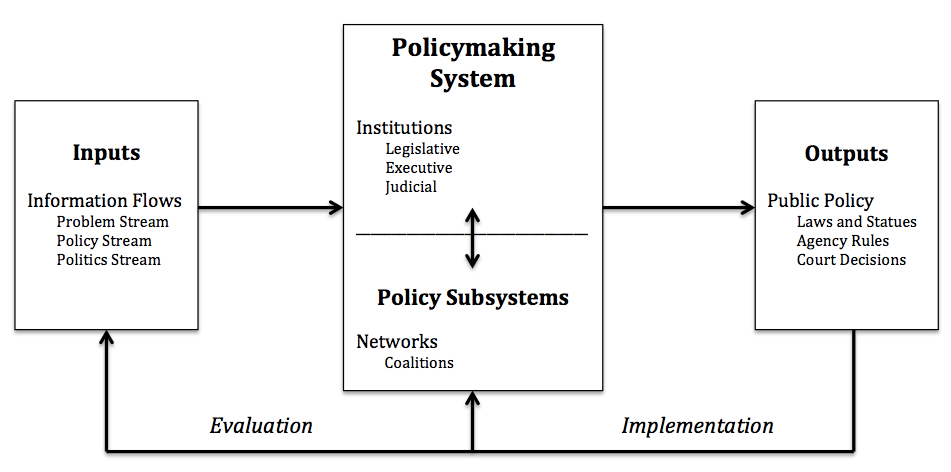 Inputs
Information Flows
Problem Stream
Policy Stream
Politics Stream
Policymaking
System
Institutions
Legislative
Executive
Judicial
Policy Subsystems
Networks
Coalitions
Outputs
Public Policy
Laws and Statues
Agency Rules
Court Decisions
Evaluation
Implementation